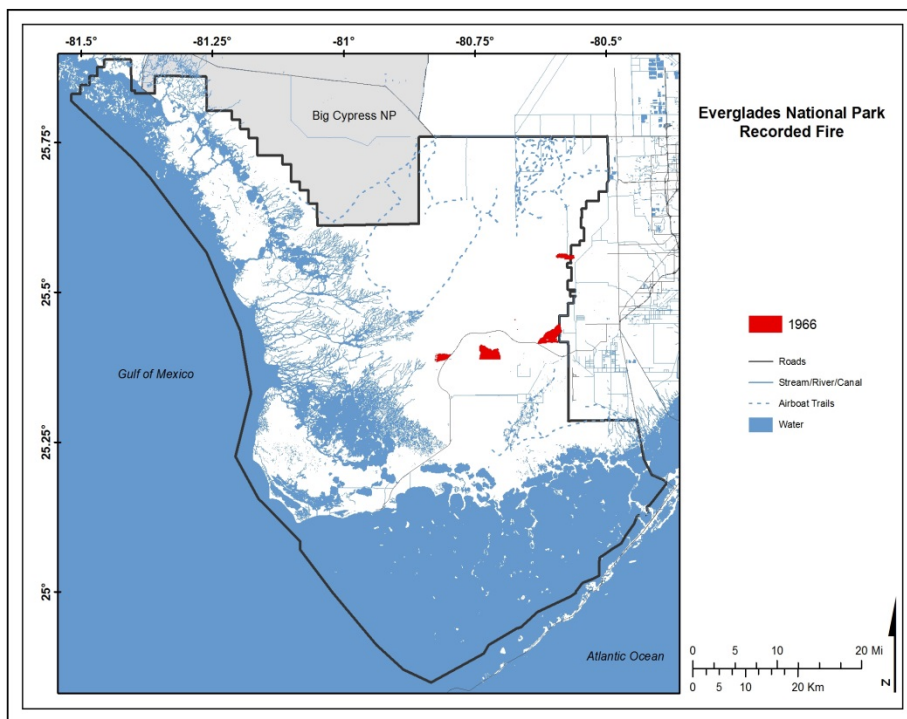 -81.5° -81.25° -81° -80.75° -80.5°
Everglades National Park
Recorded Fire
Big Cypress NP
25.75°
25.5°
25.25°
25°
Gulf of Mexico
Atlantic Ocean
1966
Roads
Stream/River/Canal
Airboat Trails
Water
0 5 10 20 Mi
0 5 10 20 Km
N